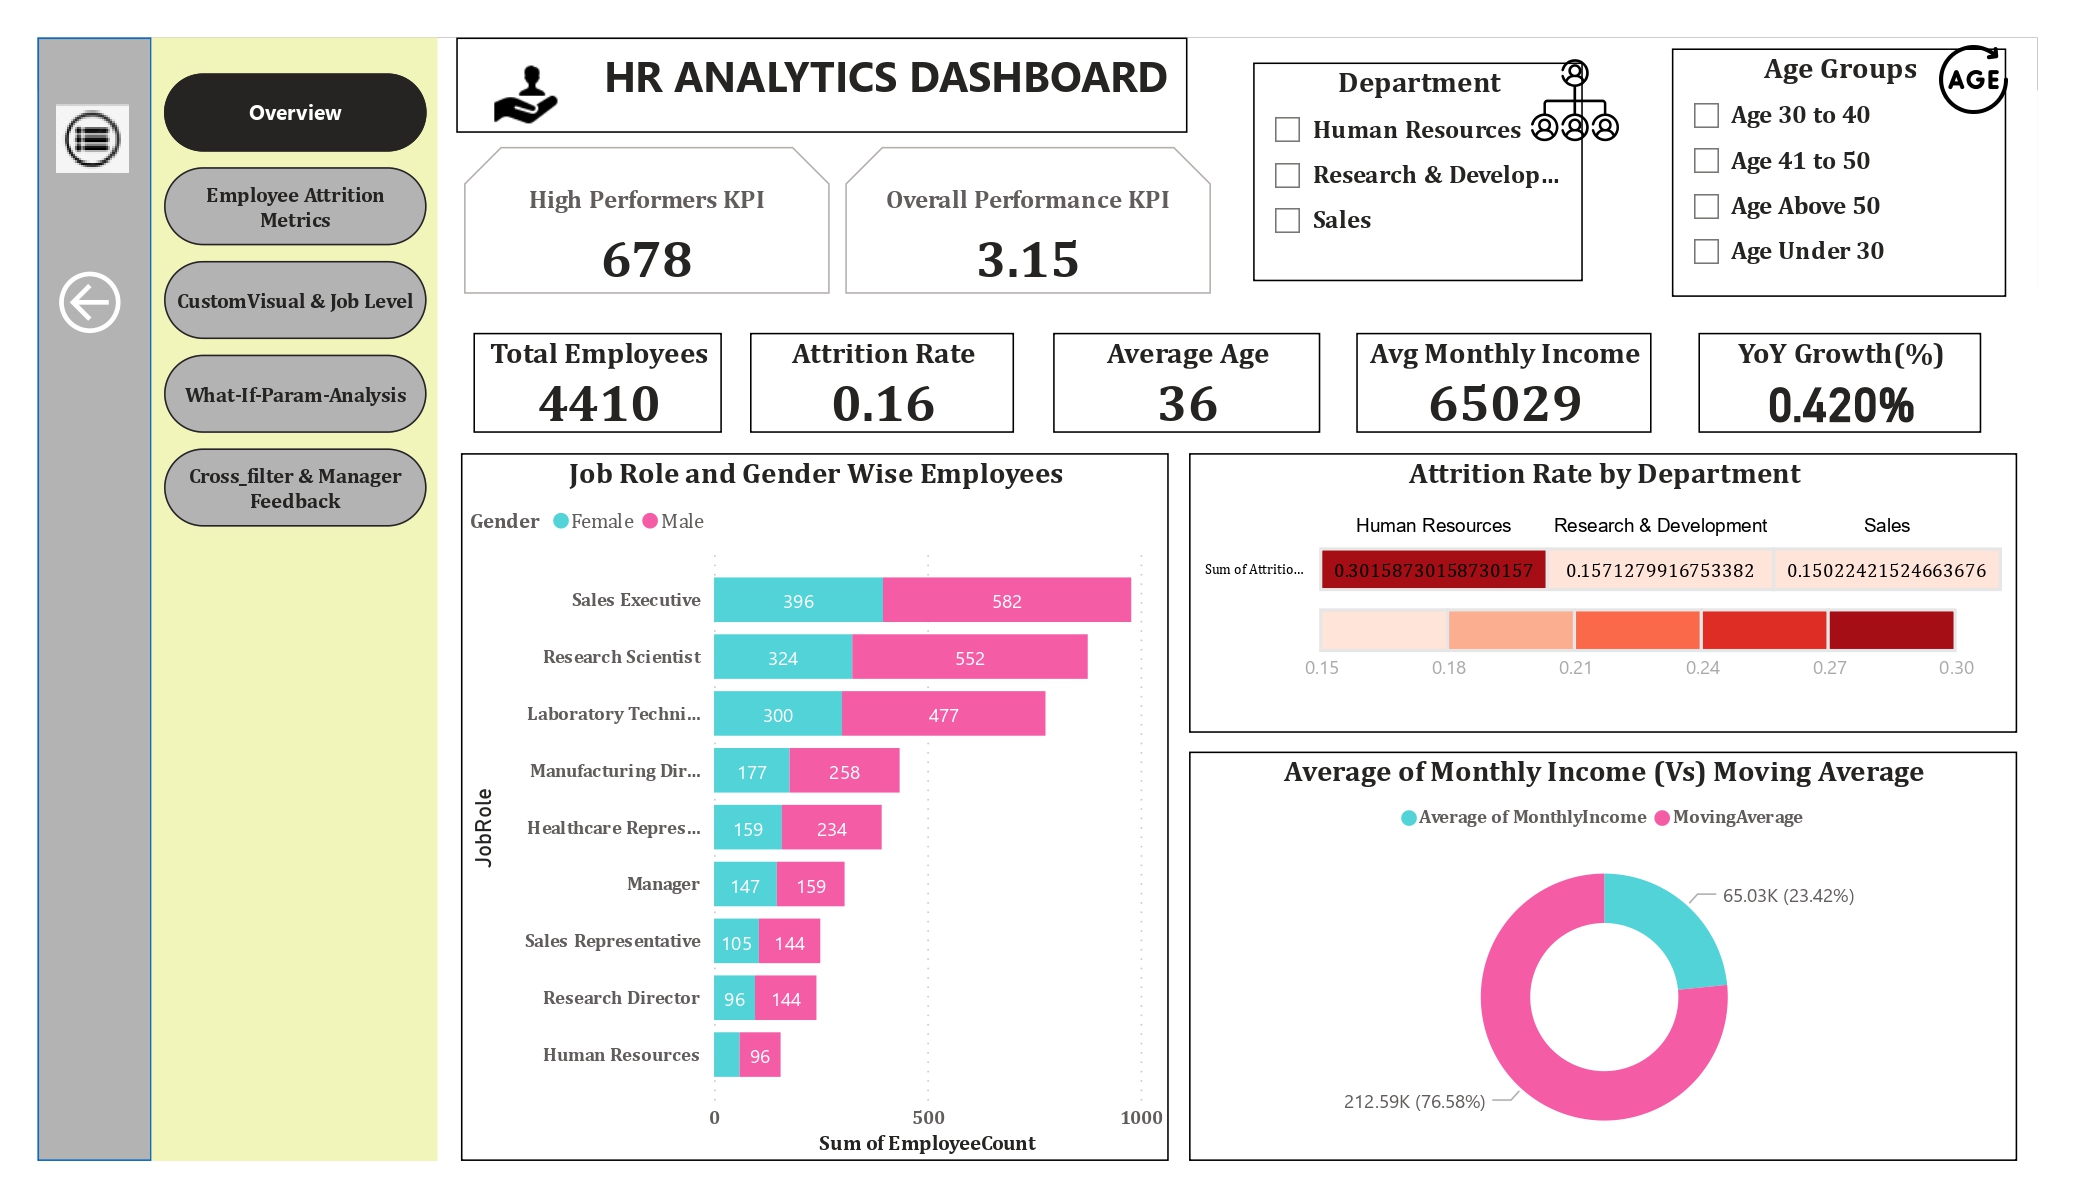 Overview
Employee Attrition
Metrics
CustomVisual & Job Level
What-If-Param-Analysis
Cross_filter & Manager
Feedback
HR ANALYTICS DASHBOARD
High Performers KPI
678
Overall Performance KPI
3.15
Department
Human Resources
Research & Develop...
Sales
Age Groups
AGE
Age 30 to 40
Age 41 to 50
Age Above 50
Age Under 30
Total Employees
4410
Attrition Rate
0.16
Average Age
36
Avg Monthly Income
65029
YoY Growth(%)
0.420%
Job Role and Gender Wise Employees
Gender Female Male
JobRole
Sales Executive 396 582
Research Scientist 324 552
Laboratory Techni... 300 477
Manufacturing Dir... 177 258
Healthcare Repres... 159 234
Manager 147 159
Sales Representative 105 144
Research Director 96 144
Human Resources 96
0 500 1000
Sum of EmployeeCount
Attrition Rate by Department
Human Resources Research & Development Sales
Sum of Attritio... 0.30158730158730157 0.1571279916753382 0.15022421524663676
0.15 0.18 0.21 0.24 0.27 0.30
Average of Monthly Income (Vs) Moving Average
Average of MonthlyIncome MovingAverage
65.03K (23.42%)
212.59K (76.58%)